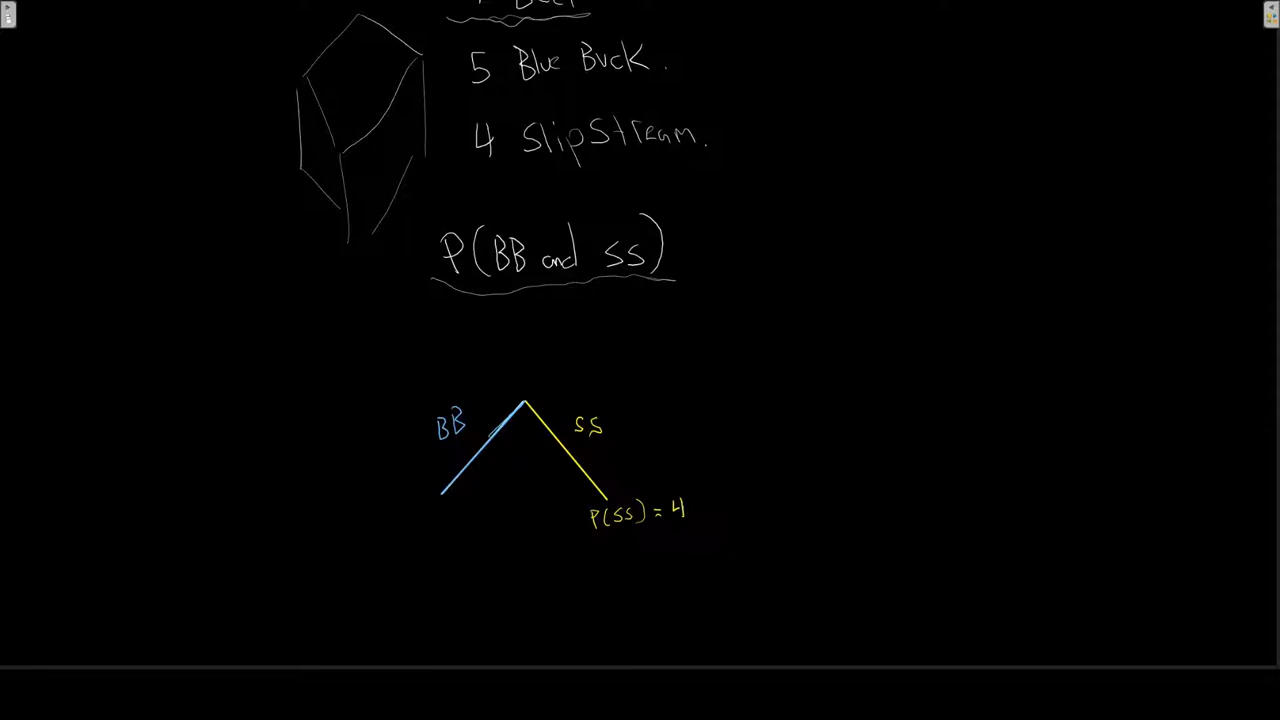 5 Blue Buck.
4 SlipStream.
P(BB and SS)
BB
SS
P(SS) = 4